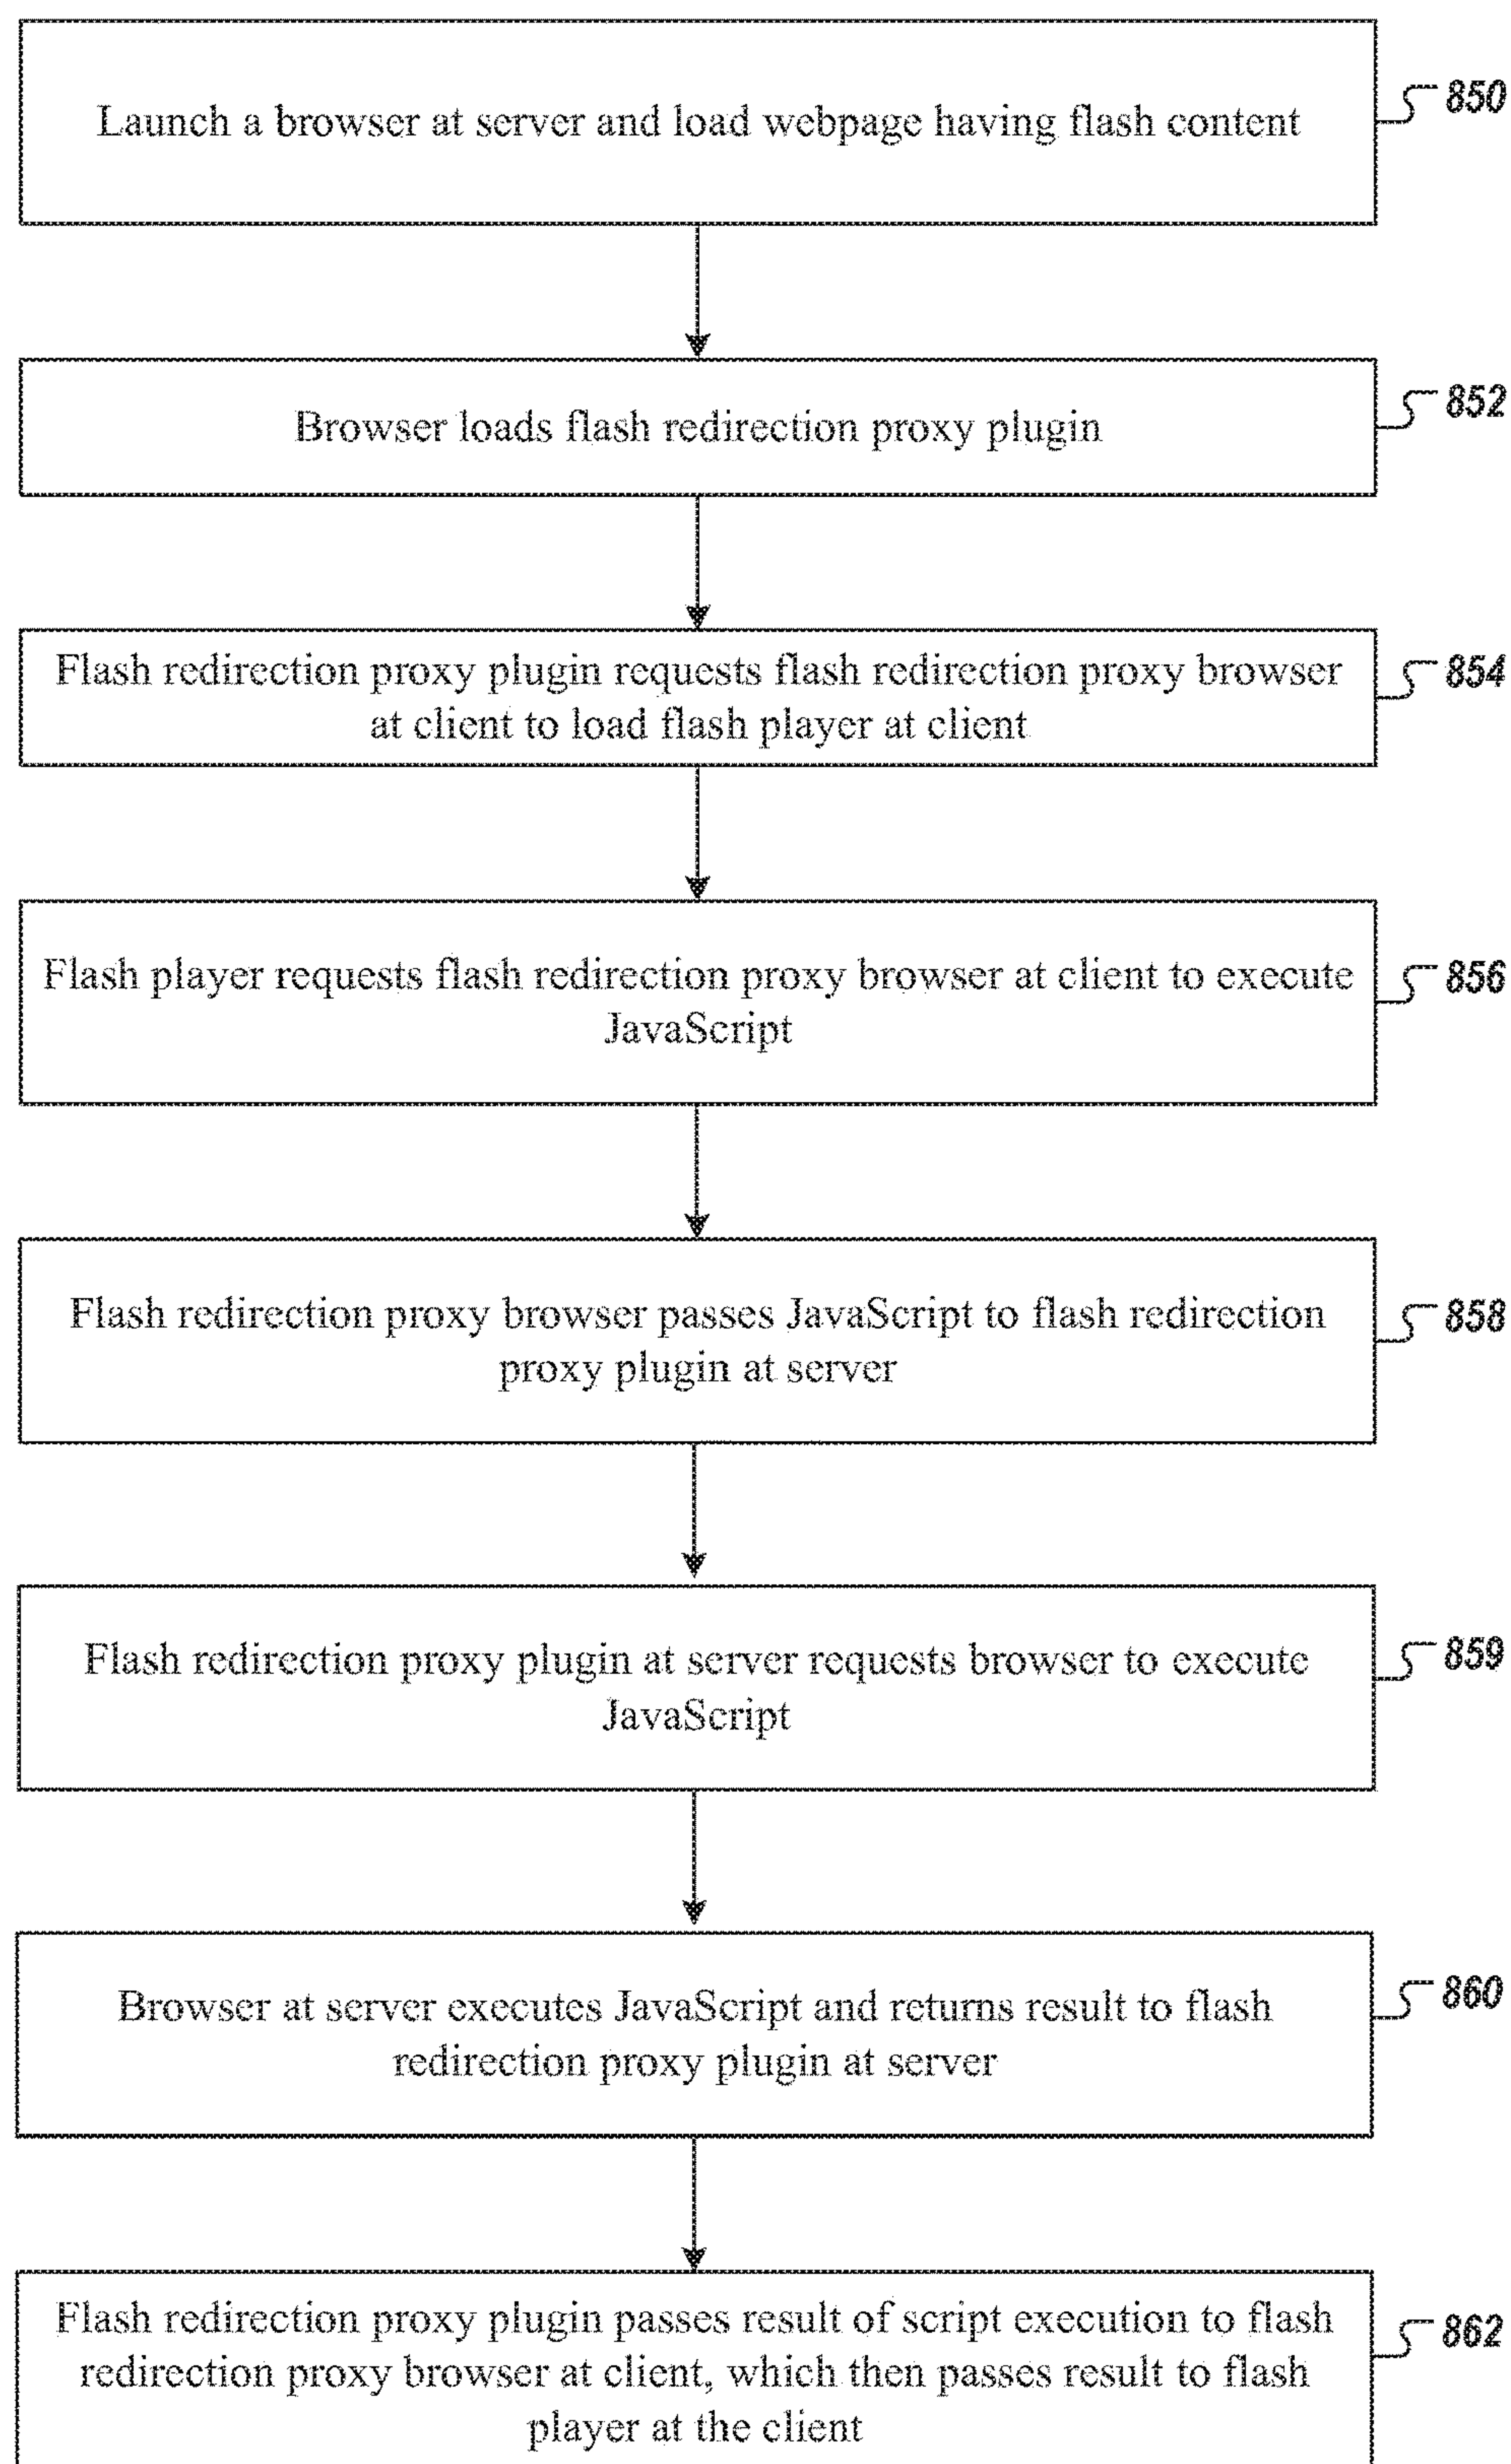 Launch a browser at server and load webpage having flash content
850
Browser loads flash redirection proxy plugin
852
Flash redirection proxy plugin requests flash redirection proxy browser
at client to load flash player at client
854
Flash player requests flash redirection proxy browser at client to execute
JavaScript
856
Flash redirection proxy browser passes JavaScript to flash redirection
proxy plugin at server
858
Flash redirection proxy plugin at server requests browser to execute
JavaScript
859
Browser at server executes JavaScript and returns result to flash
redirection proxy plugin at server
860
Flash redirection proxy plugin passes result of script execution to flash
redirection proxy browser at client, which then passes result to flash
player at the client
862